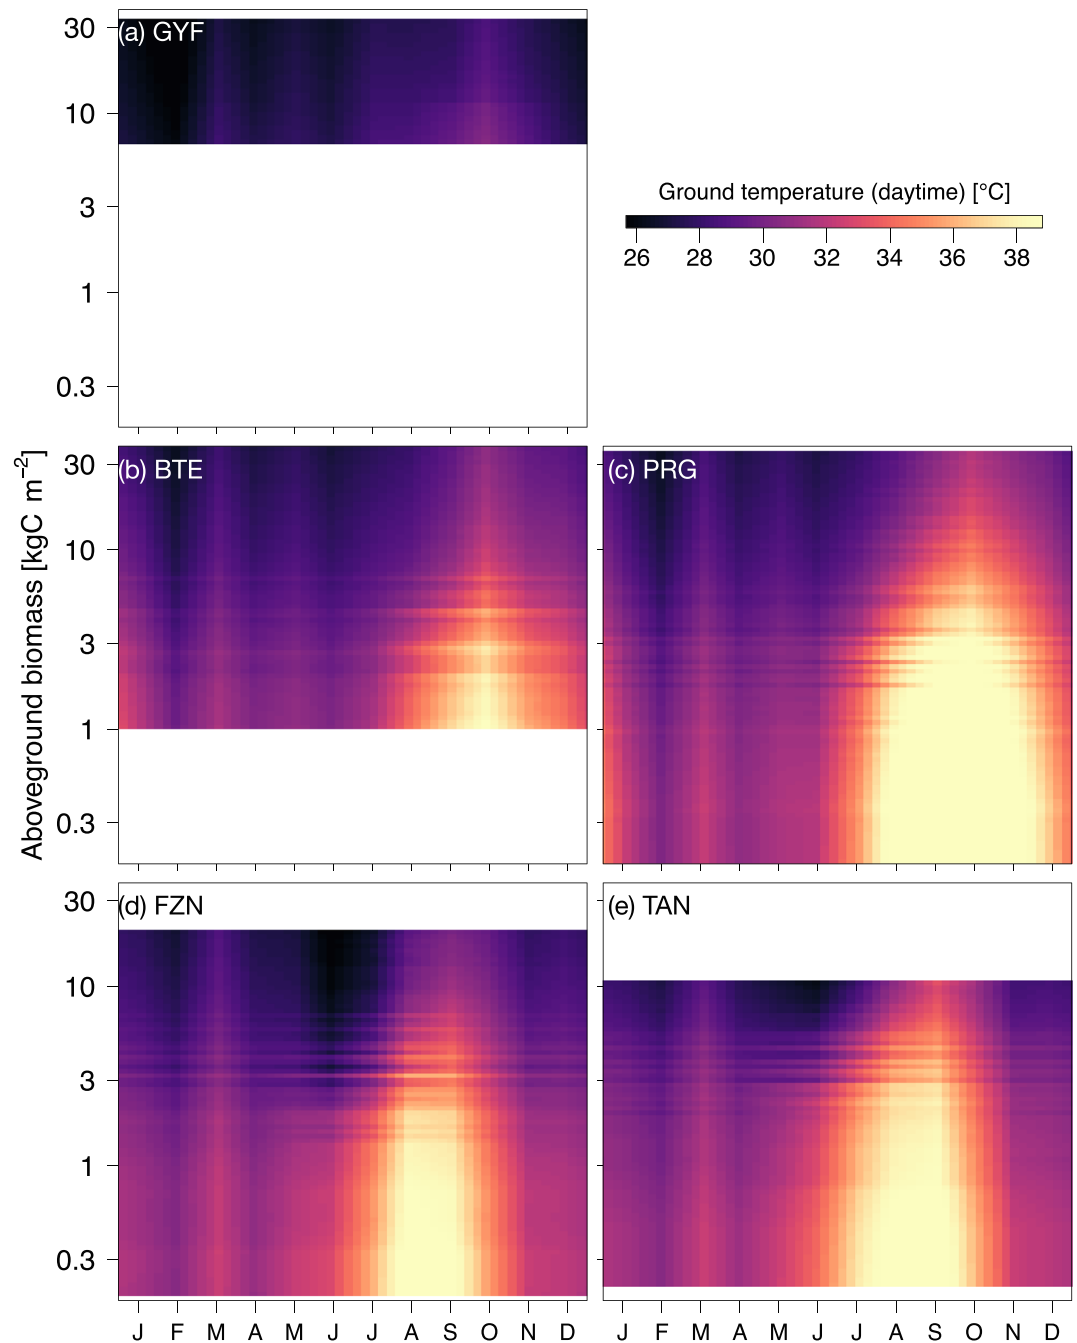 (a) GYF
30
10
3
1
0.3
Ground temperature (daytime) [°C]
26 28 30 32 34 36 38
Aboveground biomass [kgC m⁻²]
(b) BTE
30
10
3
1
0.3
(c) PRG
(d) FZN
30
10
3
1
0.3
J F M A M J J A S O N D
(e) TAN
J F M A M J J A S O N D